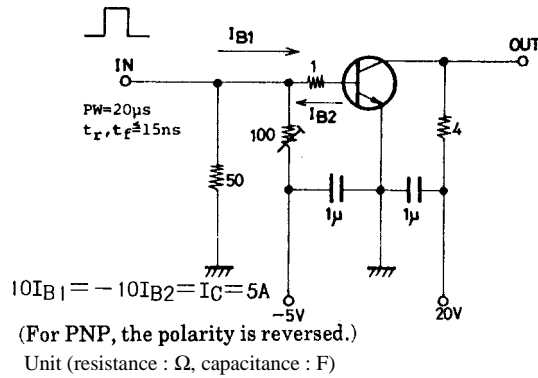 IB1
OUT
IN
1
PW=20μs
tr,tf≦15ns
IB2
100
4
50
1μ
1μ
10IB1=−10IB2=IC=5A
−5V
20V
(For PNP, the polarity is reversed.)
Unit (resistance : Ω, capacitance : F)